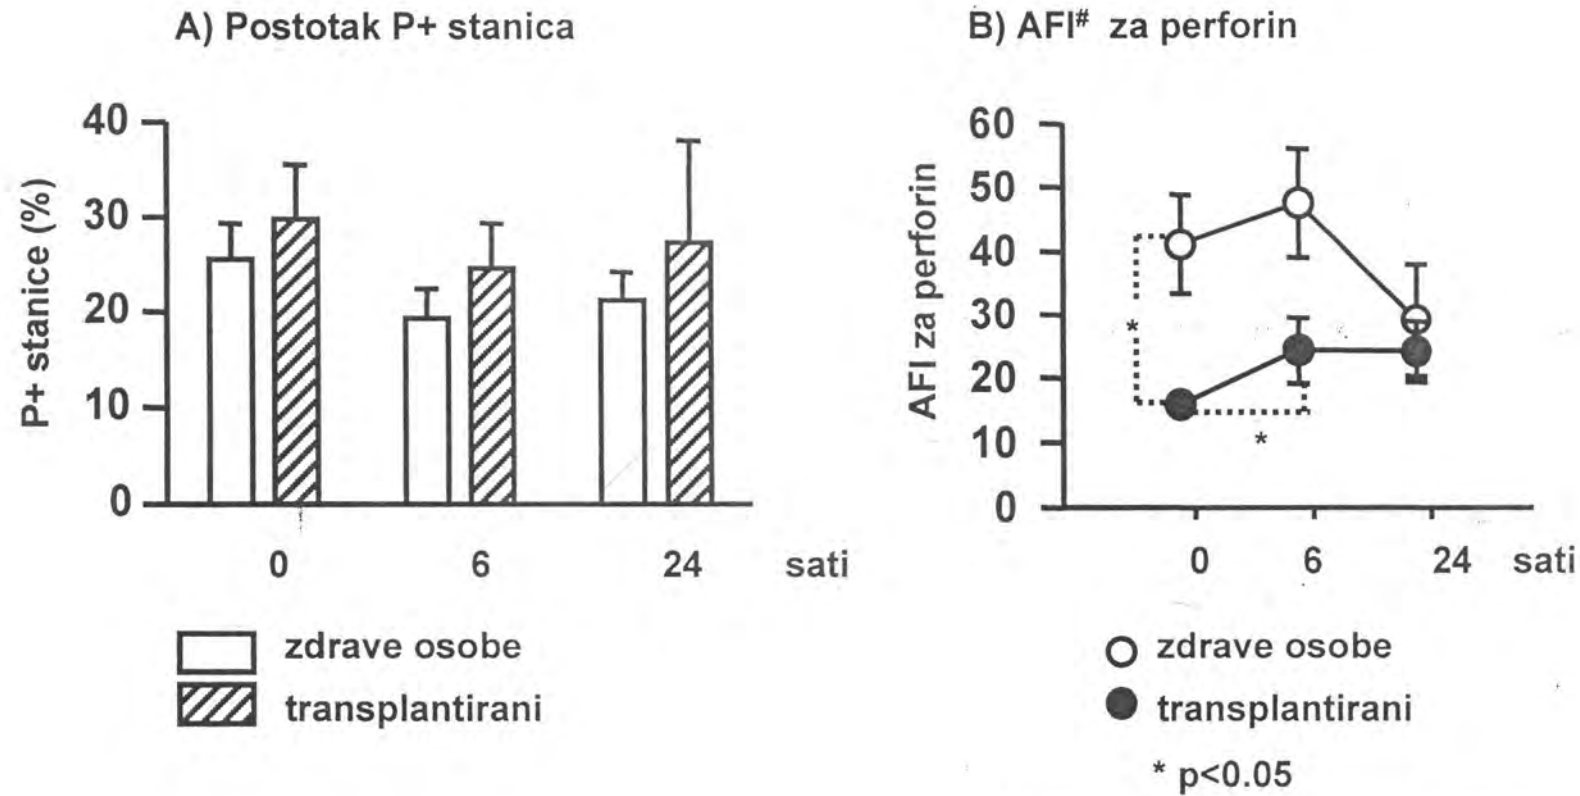 A) Postotak P+ stanica
P+ stanice (%)
40
30
20
10
0
0 6 24 sati
zdrave osobe
transplantirani
B) AFI# za perforin
AFI za perforin
60
50
40
30
20
10
0
*
*
0 6 24 sati
zdrave osobe
transplantirani
* p<0.05